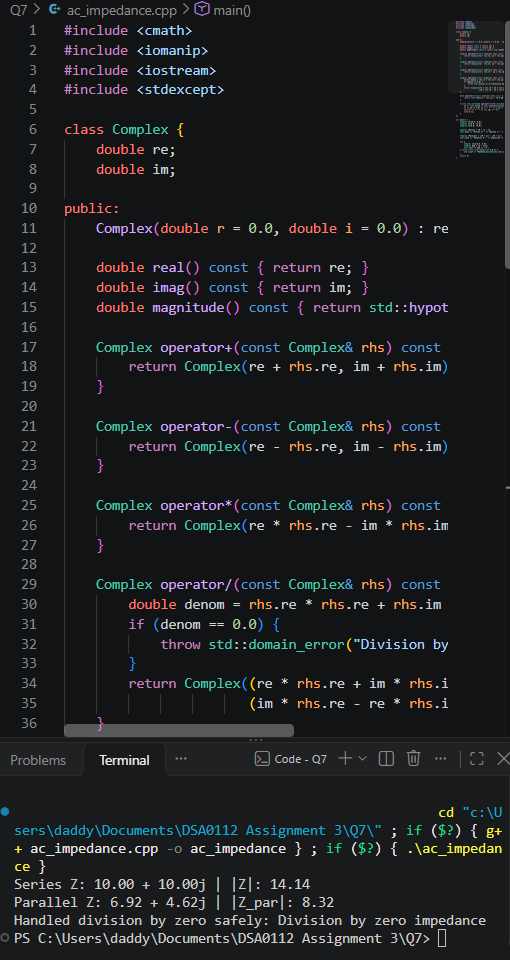 Q7 > ac_impedance.cpp > main()
1 #include <cmath>
2 #include <iomanip>
3 #include <iostream>
4 #include <stdexcept>
5
6 class Complex {
7 double re;
8 double im;
9
10 public:
11 Complex(double r = 0.0, double i = 0.0) : re
12
13 double real() const { return re; }
14 double imag() const { return im; }
15 double magnitude() const { return std::hypot
16
17 Complex operator+(const Complex& rhs) const
18 return Complex(re + rhs.re, im + rhs.im)
19 }
20
21 Complex operator-(const Complex& rhs) const
22 return Complex(re - rhs.re, im - rhs.im)
23 }
24
25 Complex operator*(const Complex& rhs) const
26 return Complex(re * rhs.re - im * rhs.im
27 }
28
29 Complex operator/(const Complex& rhs) const
30 double denom = rhs.re * rhs.re + rhs.im
31 if (denom == 0.0) {
32 throw std::domain_error("Division by
33 }
34 return Complex((re * rhs.re + im * rhs.i
35 (im * rhs.re - re * rhs.i
36 }
Problems Terminal ··· Code - Q7
cd "c:\U
sers\daddy\Documents\DSA0112 Assignment 3\Q7\" ; if ($?) { g+
+ ac_impedance.cpp -o ac_impedance } ; if ($?) { .\ac_impedan
ce }
Series Z: 10.00 + 10.00j | |Z|: 14.14
Parallel Z: 6.92 + 4.62j | |Z_par|: 8.32
Handled division by zero safely: Division by zero impedance
PS C:\Users\daddy\Documents\DSA0112 Assignment 3\Q7>